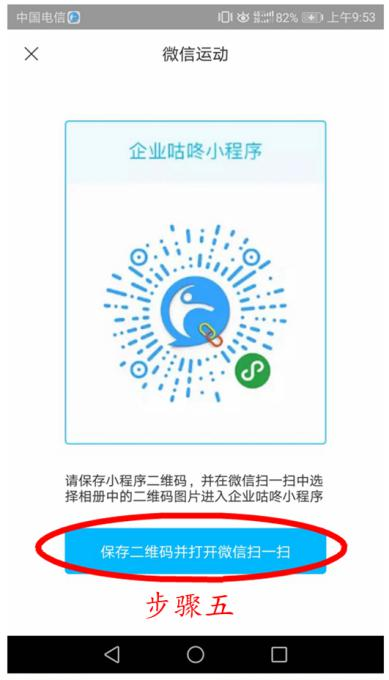 中国电信
82%
上午9:53
微信运动
企业咕咚小程序
请保存小程序二维码，并在微信扫一扫中选
择相册中的二维码图片进入企业咕咚小程序
保存二维码并打开微信扫一扫
步骤五